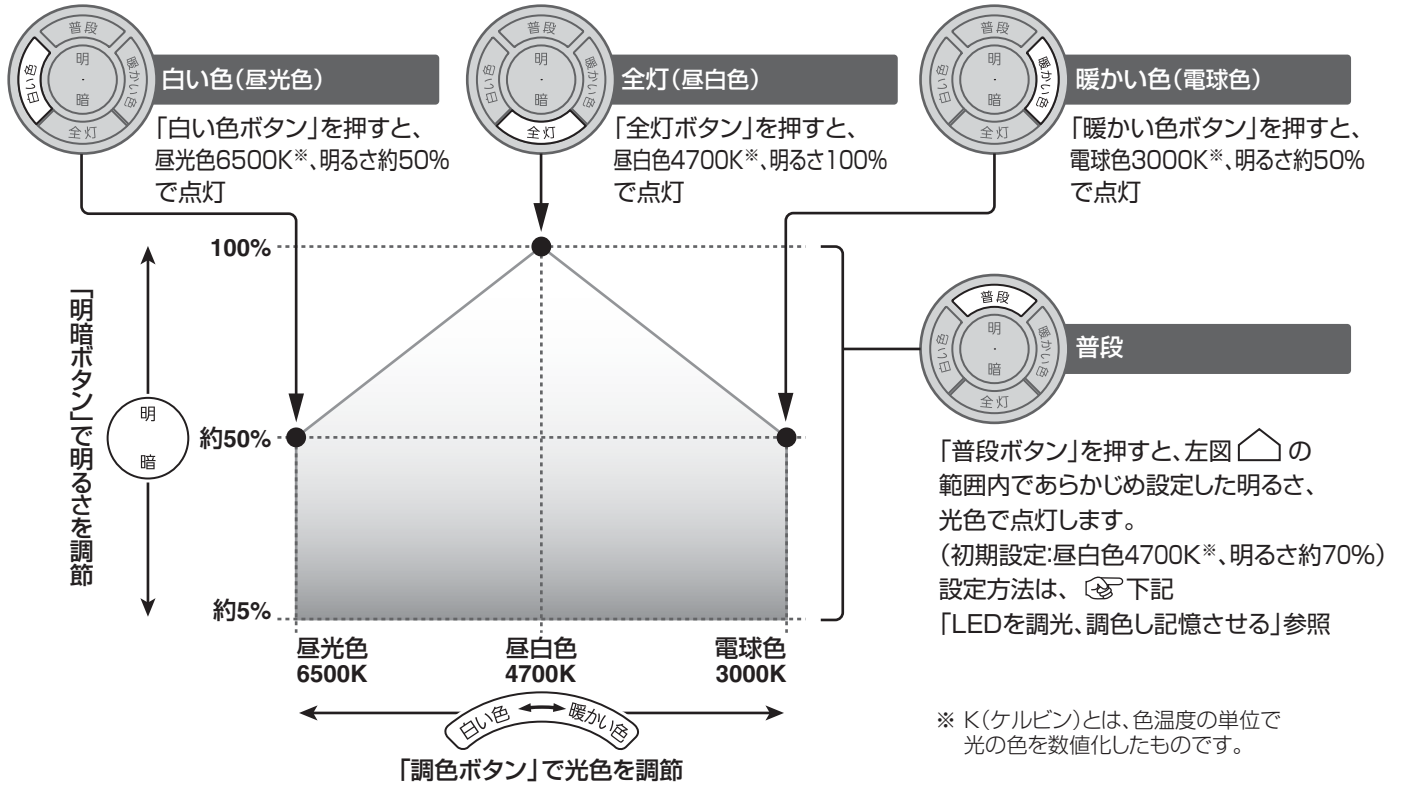 普段
明
・
暗
白い色
暖かい色
全灯
白い色(昼光色)
「白い色ボタン」を押すと、
昼光色6500K※、明るさ約50%
で点灯
普段
明
・
暗
白い色
暖かい色
全灯
全灯(昼白色)
「全灯ボタン」を押すと、
昼白色4700K※、明るさ100%
で点灯
普段
明
・
暗
白い色
暖かい色
全灯
暖かい色(電球色)
「暖かい色ボタン」を押すと、
電球色3000K※、明るさ約50%
で点灯
「明暗ボタン」で明るさを調節
明
暗
100%
約50%
約5%
昼光色
6500K
昼白色
4700K
電球色
3000K
白い色
暖かい色
「調色ボタン」で光色を調節
普段
明
・
暗
白い色
暖かい色
全灯
普段
「普段ボタン」を押すと、左図の
範囲内であらかじめ設定した明るさ、
光色で点灯します。
(初期設定:昼白色4700K※、明るさ約70%)
設定方法は、☞下記
「LEDを調光、調色し記憶させる」参照
※ K(ケルビン)とは、色温度の単位で
光の色を数値化したものです。